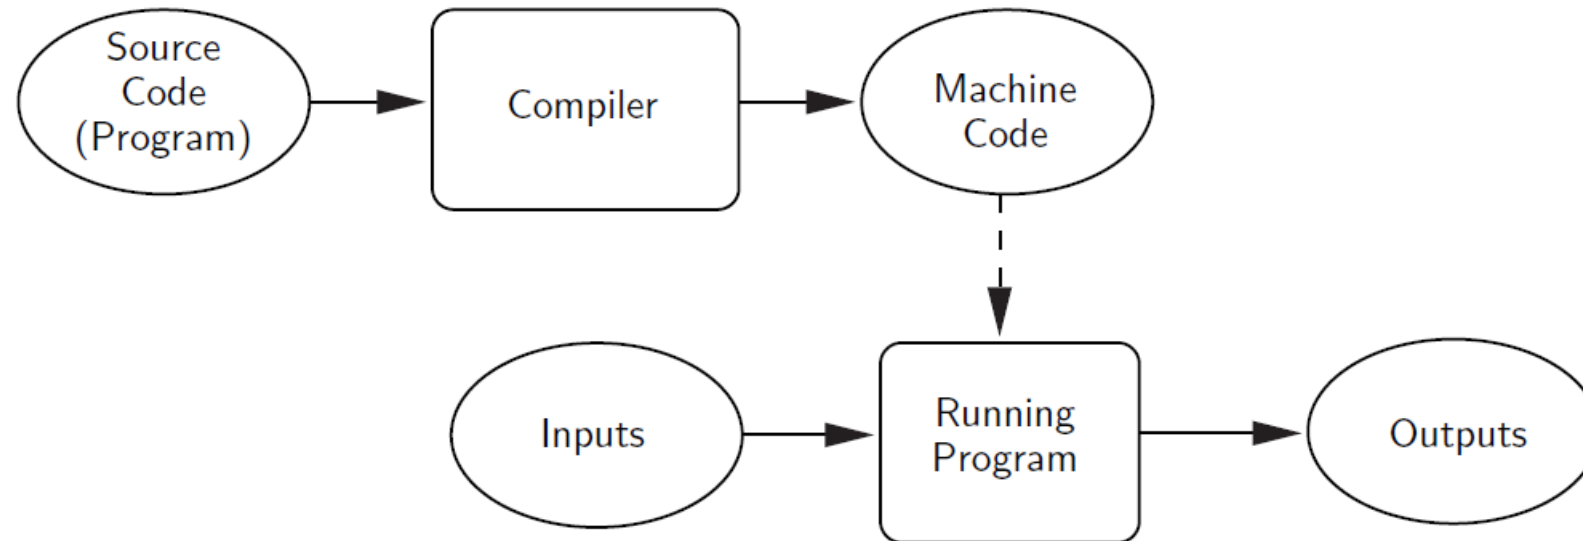 Source
Code
(Program)
Compiler
Machine
Code
Inputs
Running
Program
Outputs